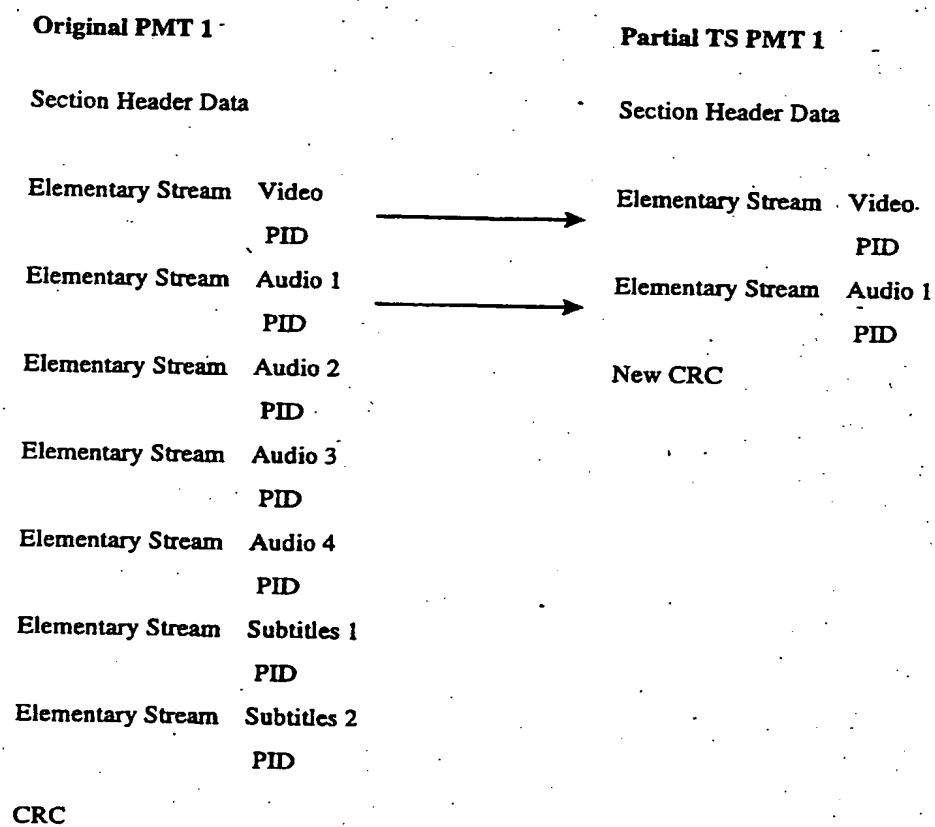 Original PMT 1
Section Header Data
Elementary Stream Video
PID
Elementary Stream Audio 1
PID
Elementary Stream Audio 2
PID
Elementary Stream Audio 3
PID
Elementary Stream Audio 4
PID
Elementary Stream Subtitles 1
PID
Elementary Stream Subtitles 2
PID
CRC
Partial TS PMT 1
Section Header Data
Elementary Stream Video
PID
Elementary Stream Audio 1
PID
New CRC